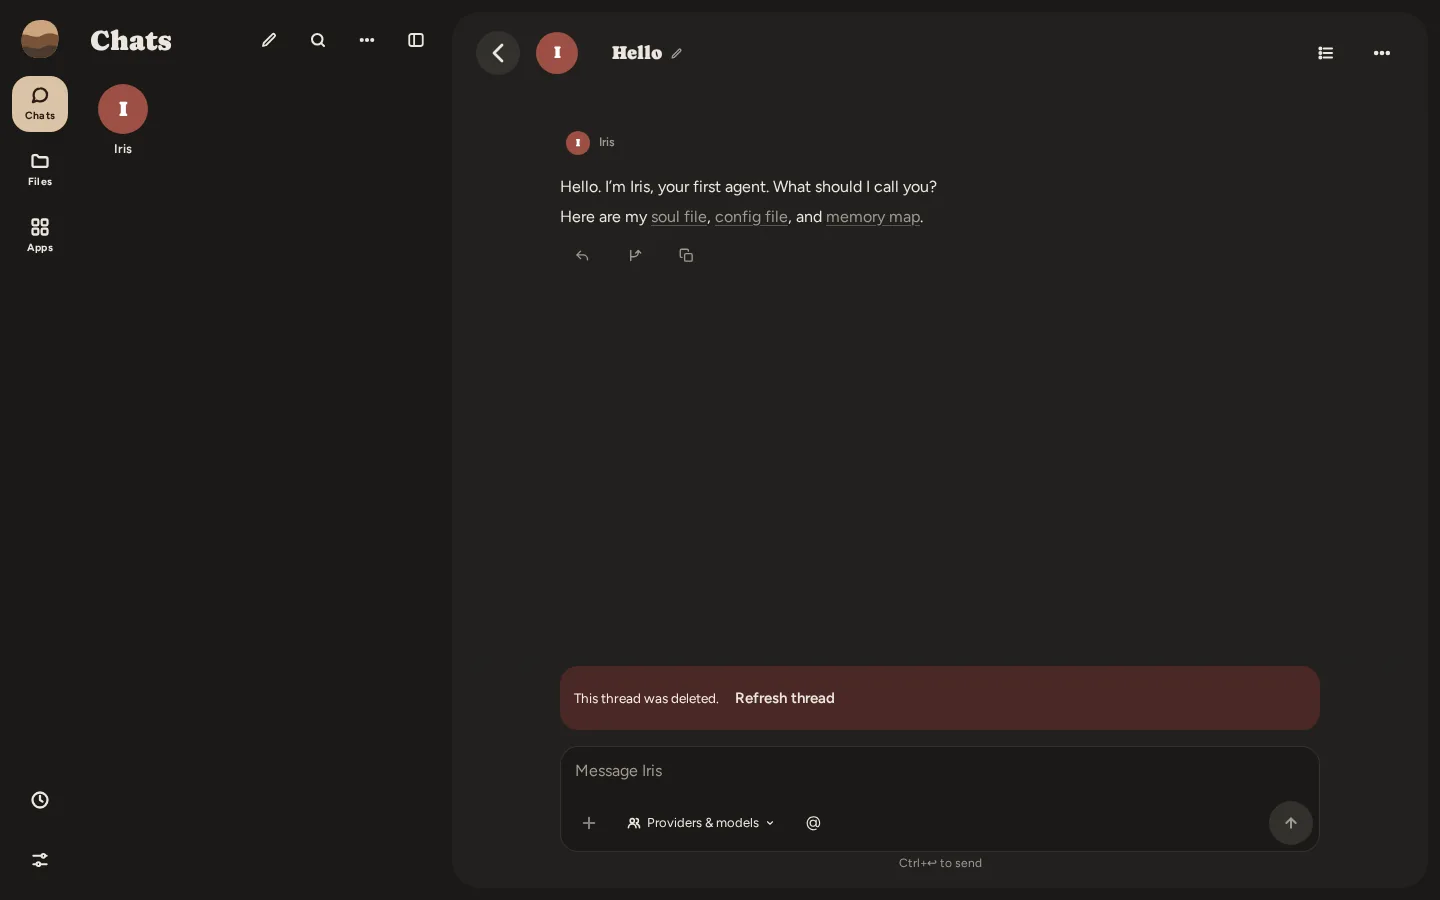 Chats
Chats
Files
Apps
I
Iris
I
Hello
I
Iris
Hello. I’m Iris, your first agent. What should I call you?
Here are my soul file, config file, and memory map.
This thread was deleted. Refresh thread
Message Iris
Providers & models
@
Ctrl+↩ to send